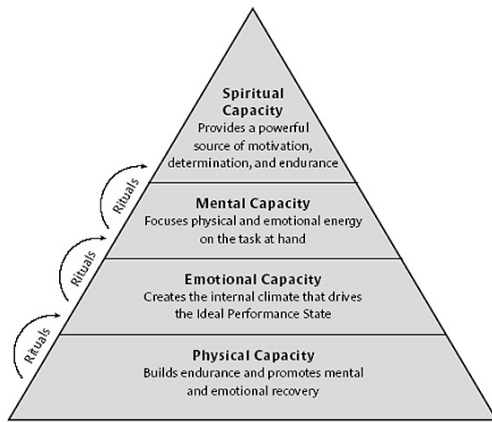 Spiritual
Capacity
Provides a powerful
source of motivation,
determination, and endurance
Rituals
Mental Capacity
Focuses physical and emotional energy
on the task at hand
Rituals
Emotional Capacity
Creates the internal climate that drives
the Ideal Performance State
Rituals
Physical Capacity
Builds endurance and promotes mental
and emotional recovery